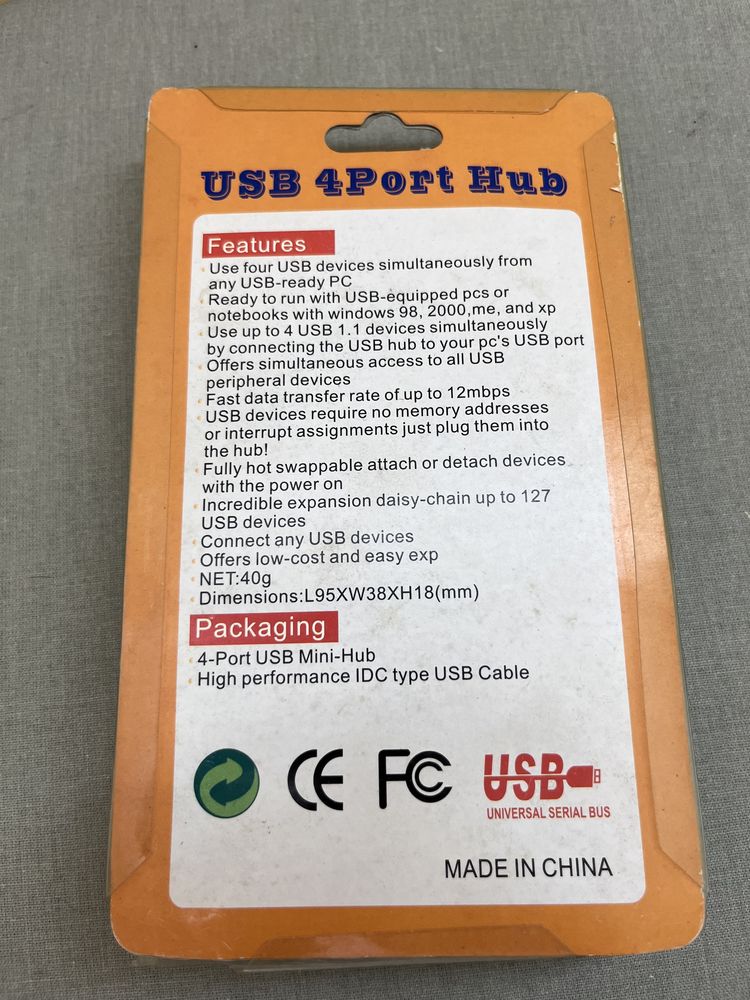 USB 4Port Hub
Features
Use four USB devices simultaneously from
any USB-ready PC
Ready to run with USB-equipped pcs or
notebooks with windows 98, 2000,me, and xp
Use up to 4 USB 1.1 devices simultaneously
by connecting the USB hub to your pc's USB port
Offers simultaneous access to all USB
peripheral devices
Fast data transfer rate of up to 12mbps
USB devices require no memory addresses
or interrupt assignments just plug them into
the hub!
Fully hot swappable attach or detach devices
with the power on
Incredible expansion daisy-chain up to 127
USB devices
Connect any USB devices
Offers low-cost and easy exp
NET:40g
Dimensions:L95XW38XH18(mm)
Packaging
4-Port USB Mini-Hub
High performance IDC type USB Cable
CE FC USB
UNIVERSAL SERIAL BUS
MADE IN CHINA